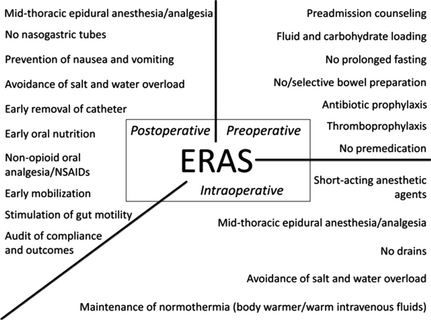 Mid-thoracic epidural anesthesia/analgesia
No nasogastric tubes
Prevention of nausea and vomiting
Avoidance of salt and water overload
Early removal of catheter
Early oral nutrition
Non-opioid oral
analgesia/NSAIDs
Early mobilization
Stimulation of gut motility
Audit of compliance
and outcomes
Postoperative
Preoperative
ERAS
Intraoperative
Preadmission counseling
Fluid and carbohydrate loading
No prolonged fasting
No/selective bowel preparation
Antibiotic prophylaxis
Thromboprophylaxis
No premedication
Short-acting anesthetic
agents
Mid-thoracic epidural anesthesia/analgesia
No drains
Avoidance of salt and water overload
Maintenance of normothermia (body warmer/warm intravenous fluids)